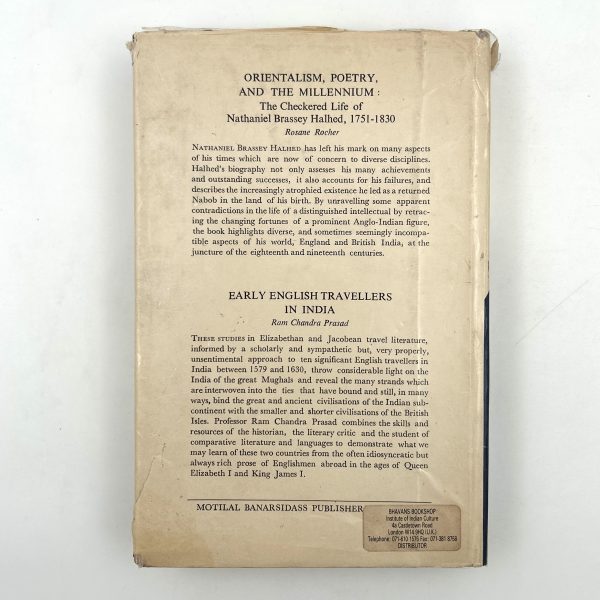 ORIENTALISM, POETRY,
AND THE MILLENNIUM :
The Checkered Life of
Nathaniel Brassey Halhed, 1751-1830
Rosane Rocher
NATHANIEL BRASSEY HALHED has left his mark on many aspects
of his times which are now of concern to diverse disciplines.
Halhed's biography not only assesses his many achievements
and outstanding successes, it also accounts for his failures, and
describes the increasingly atrophied existence he led as a returned
Nabob in the land of his birth. By unravelling some apparent
contradictions in the life of a distinguished intellectual by retrac-
ing the changing fortunes of a prominent Anglo-Indian figure,
the book highlights diverse, and sometimes seemingly incompa-
tible aspects of his world, England and British India, at the
juncture of the eighteenth and nineteenth centuries.
EARLY ENGLISH TRAVELLERS
IN INDIA
Ram Chandra Prasad
THESE STUDIES in Elizabethan and Jacobean travel literature,
informed by a scholarly and sympathetic but, very properly,
unsentimental approach to ten significant English travellers in
India between 1579 and 1630, throw considerable light on the
India of the great Mughals and reveal the many strands which
are interwoven into the ties that have bound and still, in many
ways, bind the great and ancient civilisations of the Indian sub-
continent with the smaller and shorter civilisations of the British
Isles. Professor Ram Chandra Prasad combines the skills and
resources of the historian, the literary critic and the student of
comparative literature and languages to demonstrate what we
may learn of these two countries from the often idiosyncratic but
always rich prose of Englishmen abroad in the ages of Queen
Elizabeth I and King James I.
MOTILAL BANARSIDASS PUBLISHER
BHAVANS BOOKSHOP
Institute of Indian Culture
4a Castletown Road
London W14 9HQ (U.K.)
Telephone: 071-610 1576 Fax: 071-381 8758
DISTRIBUTOR